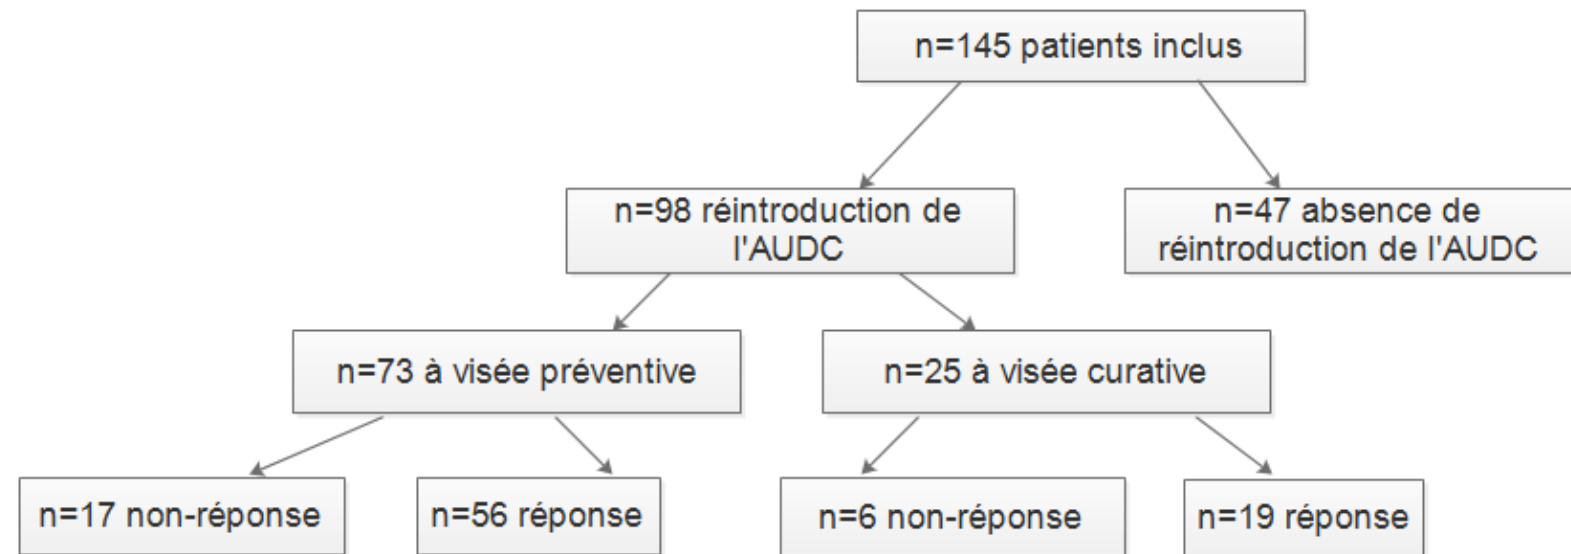 n=145 patients inclus
n=98 réintroduction de
l'AUDC
n=47 absence de
réintroduction de l'AUDC
n=73 à visée préventive
n=25 à visée curative
n=17 non-réponse
n=56 réponse
n=6 non-réponse
n=19 réponse